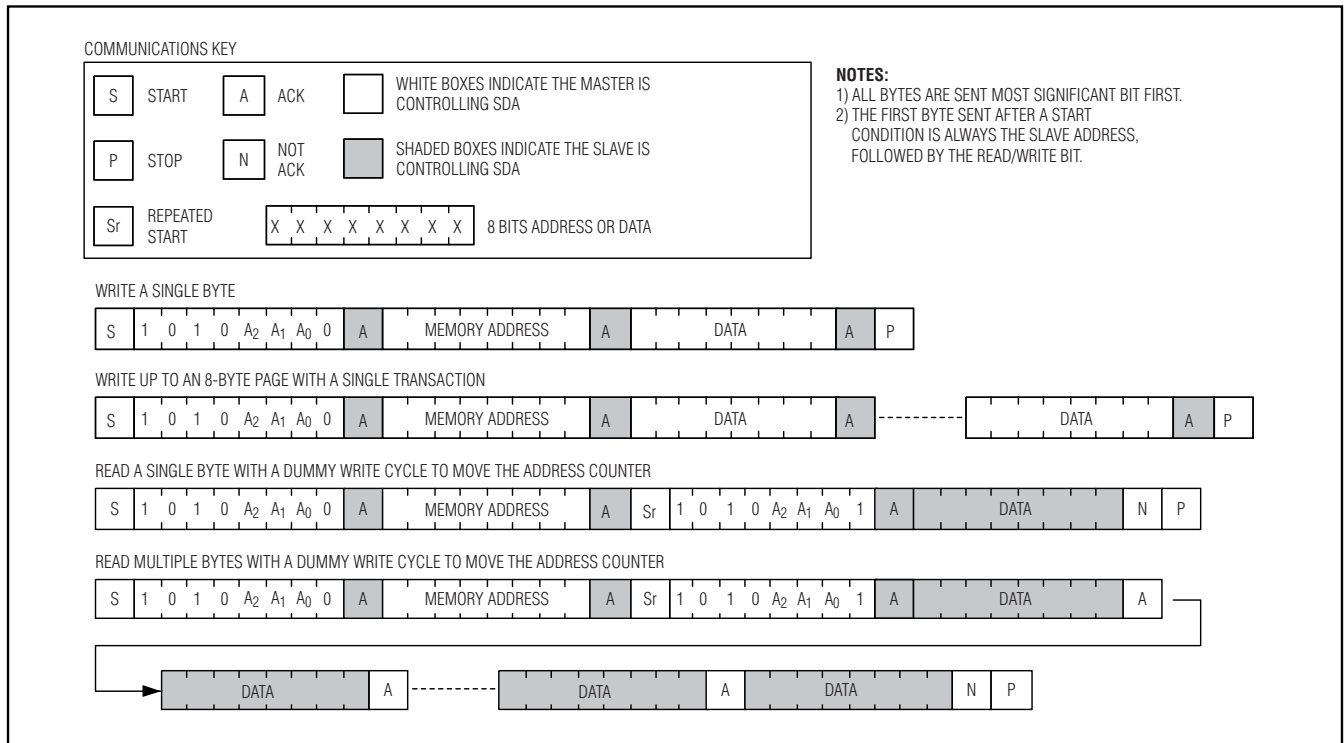 COMMUNICATIONS KEY
S START A ACK WHITE BOXES INDICATE THE MASTER IS
CONTROLLING SDA
P STOP N NOT
ACK SHADED BOXES INDICATE THE SLAVE IS
CONTROLLING SDA
Sr REPEATED
START X X X X X X X X 8 BITS ADDRESS OR DATA
NOTES:
1) ALL BYTES ARE SENT MOST SIGNIFICANT BIT FIRST.
2) THE FIRST BYTE SENT AFTER A START
CONDITION IS ALWAYS THE SLAVE ADDRESS,
FOLLOWED BY THE READ/WRITE BIT.
WRITE A SINGLE BYTE
S 1 0 1 0 A2 A1 A0 0 A MEMORY ADDRESS A DATA A P
WRITE UP TO AN 8-BYTE PAGE WITH A SINGLE TRANSACTION
S 1 0 1 0 A2 A1 A0 0 A MEMORY ADDRESS A DATA A DATA A P
READ A SINGLE BYTE WITH A DUMMY WRITE CYCLE TO MOVE THE ADDRESS COUNTER
S 1 0 1 0 A2 A1 A0 0 A MEMORY ADDRESS A Sr 1 0 1 0 A2 A1 A0 1 A DATA N P
READ MULTIPLE BYTES WITH A DUMMY WRITE CYCLE TO MOVE THE ADDRESS COUNTER
S 1 0 1 0 A2 A1 A0 0 A MEMORY ADDRESS A Sr 1 0 1 0 A2 A1 A0 1 A DATA A
DATA A DATA A DATA N P